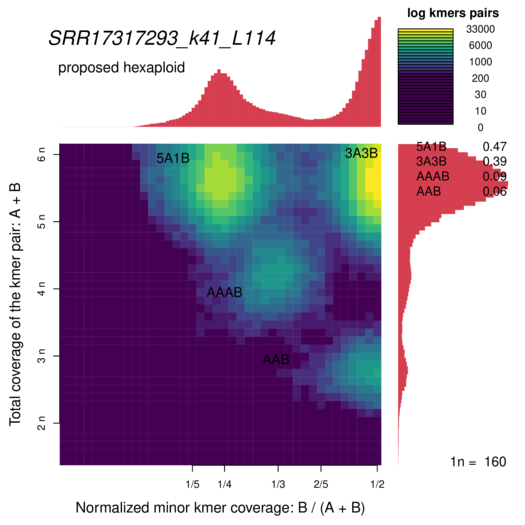 SRR17317293_k41_L114
proposed hexaploid
log kmers pairs
33000
6000
1000
200
30
10
0
5A1B 0.47
3A3B 0.39
AAAB 0.09
AAB 0.06
5A1B
3A3B
AAAB
AAB
Total coverage of the kmer pair: A + B
6 n
5 n
4 n
3 n
2 n
1/5 1/4 1/3 2/5 1/2
Normalized minor kmer coverage: B / (A + B)
1n = 160